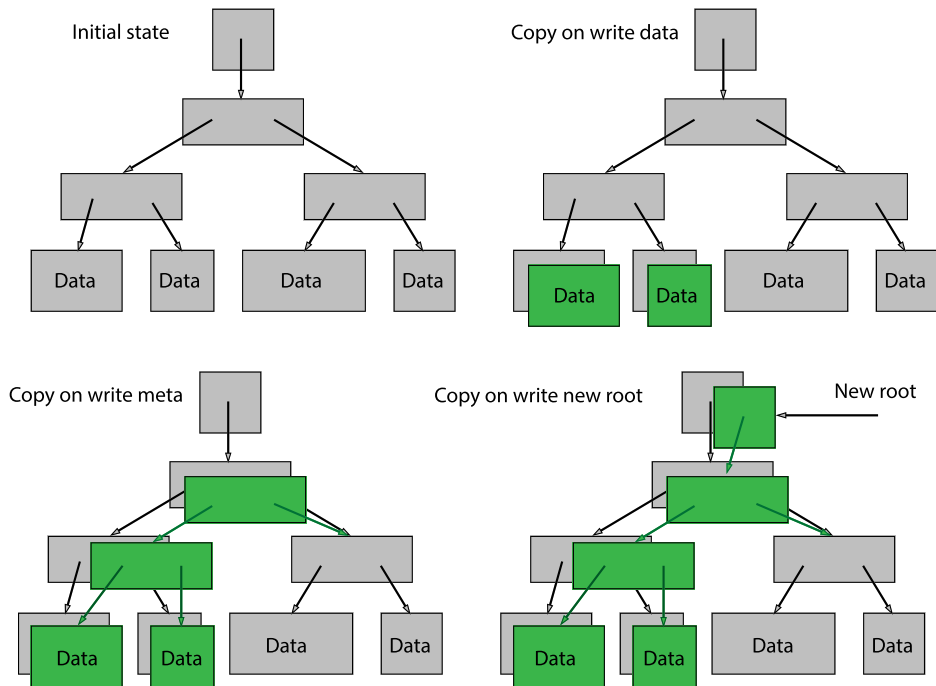 Initial state
Copy on write data
Data
Data
Data
Data
Data
Data
Data
Data
Copy on write meta
Copy on write new root
New root
Data
Data
Data
Data
Data
Data
Data
Data